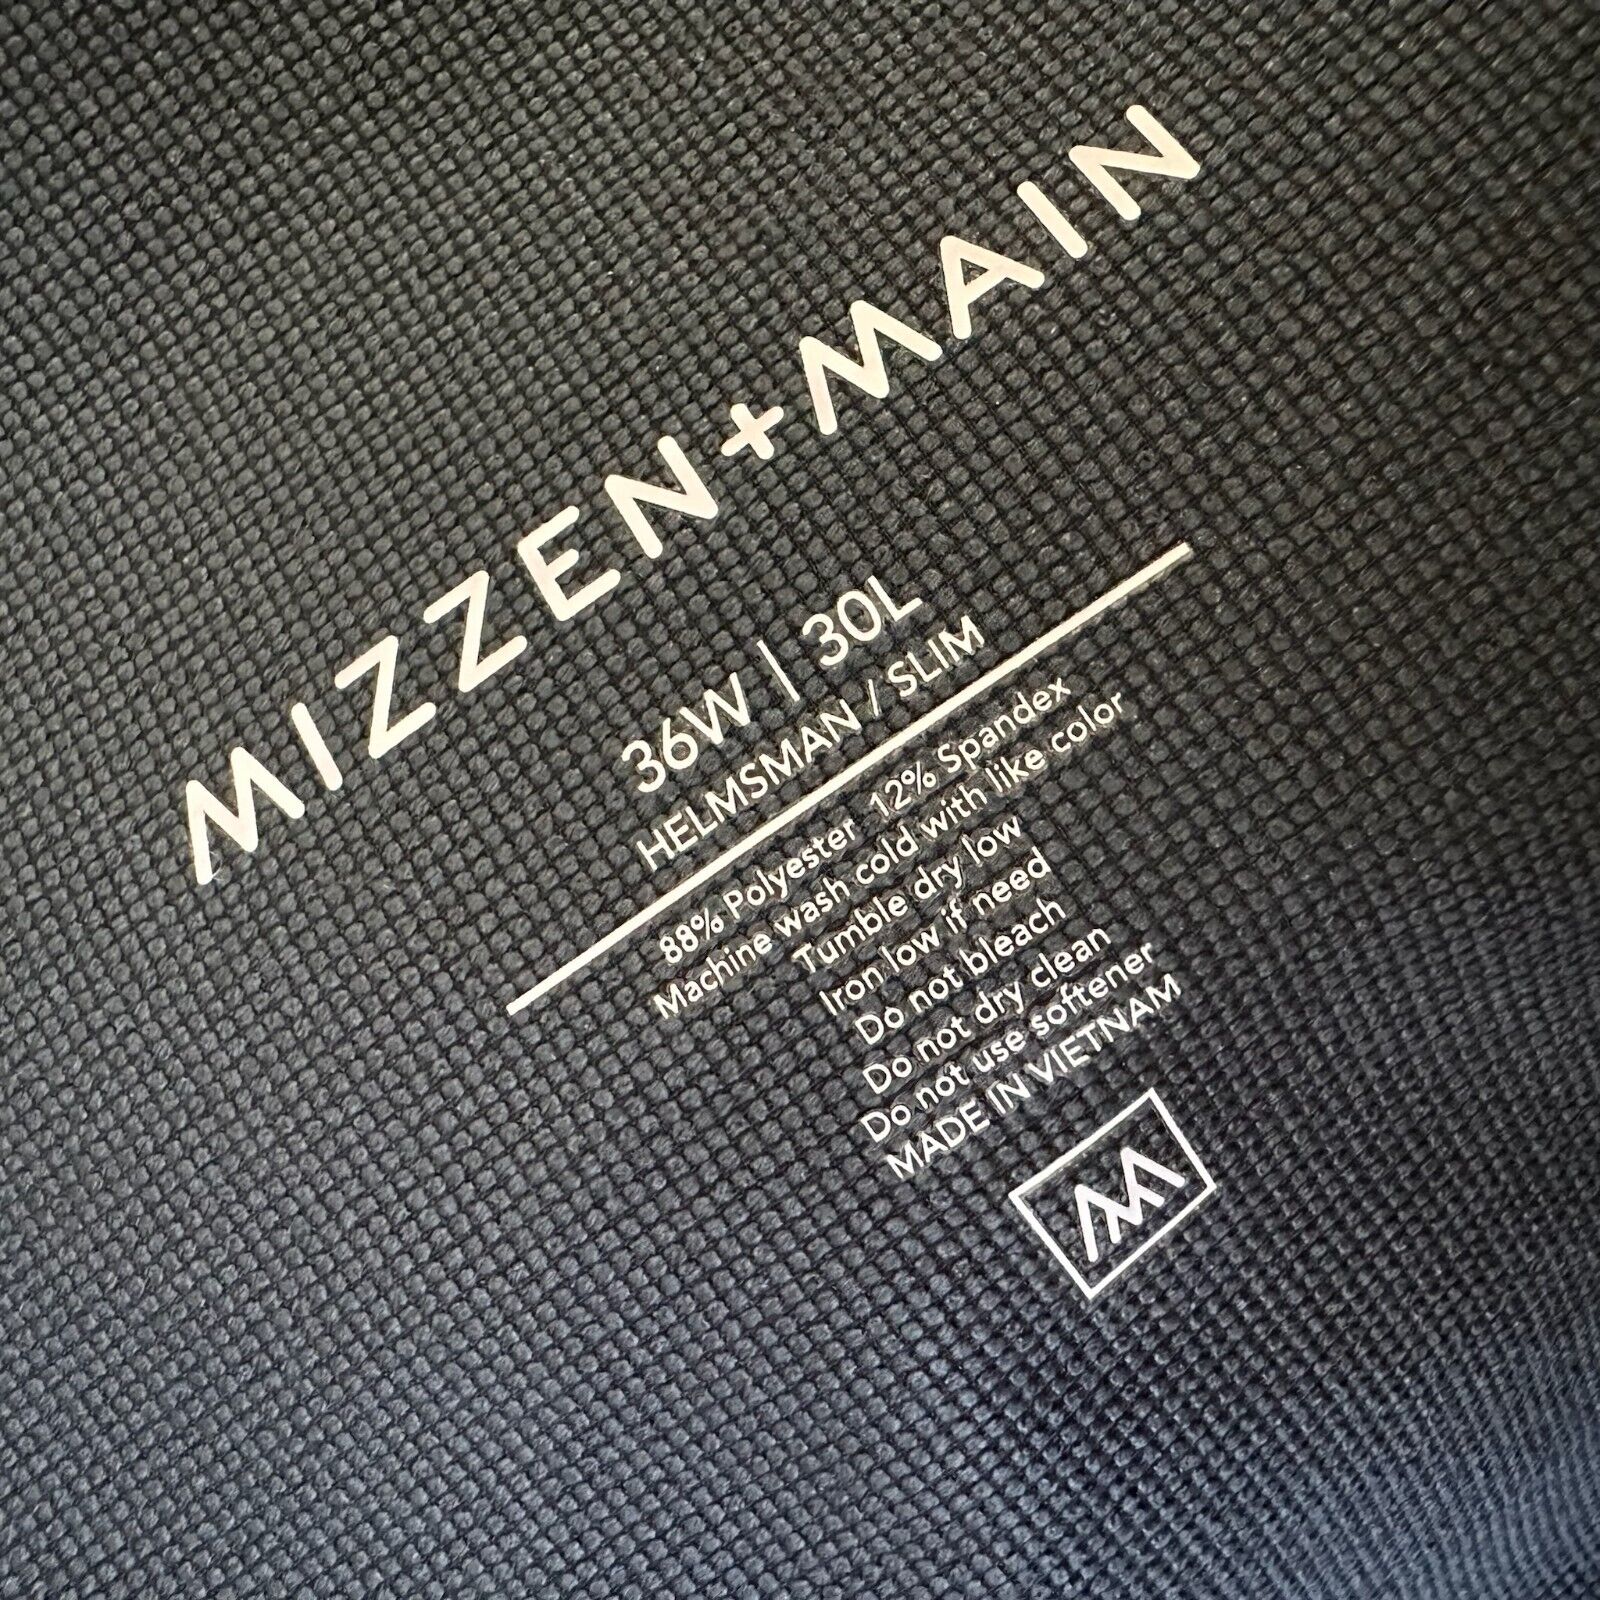 MIZZEN+MAIN
36W | 30L
HELMSMAN / SLIM
88% Polyester 12% Spandex
Machine wash cold with like color
Tumble dry low
Iron low if need
Do not bleach
Do not dry clean
Do not use softener
MADE IN VIETNAM